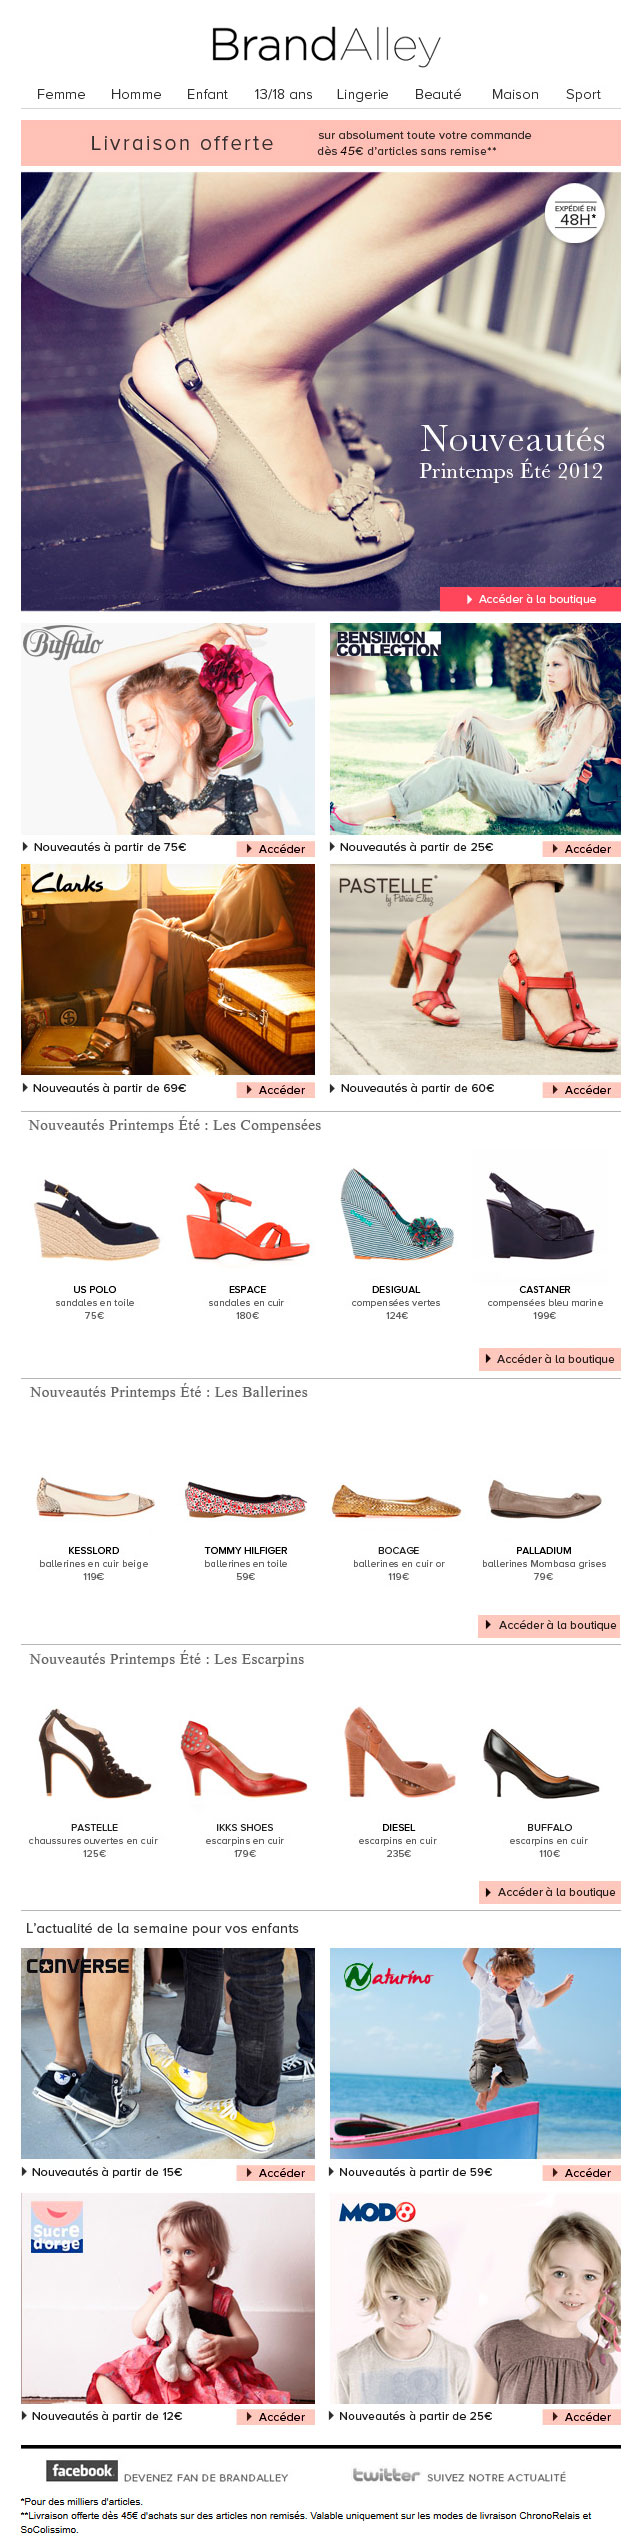 BrandAlley
Femme Homme Enfant 13/18 ans Lingerie Beauté Maison Sport
Livraison offerte
sur absolument toute votre commande
dès 45€ d'articles sans remise**
EXPÉDIÉ EN
48H*
Nouveautés
Printemps Été 2012
Accéder à la boutique
Buffalo
BENSIMON
COLLECTION
Nouveautés à partir de 75€ Accéder
Nouveautés à partir de 25€ Accéder
Clarks
PASTELLE®
by Patricia Elbaz
Nouveautés à partir de 69€ Accéder
Nouveautés à partir de 60€ Accéder
Nouveautés Printemps Été : Les Compensées
US POLO
sandales en toile
75€
ESPACE
sandales en cuir
180€
DESIGUAL
compensées vertes
124€
CASTANER
compensées bleu marine
199€
Accéder à la boutique
Nouveautés Printemps Été : Les Ballerines
KESSLORD
ballerines en cuir beige
119€
TOMMY HILFIGER
ballerines en toile
59€
BOCAGE
ballerines en cuir or
119€
PALLADIUM
ballerines Mombasa grises
79€
Accéder à la boutique
Nouveautés Printemps Été : Les Escarpins
PASTELLE
chaussures ouvertes en cuir
125€
IKKS SHOES
escarpins en cuir
179€
DIESEL
escarpins en cuir
235€
BUFFALO
escarpins en cuir
110€
Accéder à la boutique
L'actualité de la semaine pour vos enfants
CONVERSE
Naturino
Nouveautés à partir de 15€ Accéder
Nouveautés à partir de 59€ Accéder
Sucre
d'orge
MOD8
Nouveautés à partir de 12€ Accéder
Nouveautés à partir de 25€ Accéder
facebook DEVENEZ FAN DE BRANDALLEY
twitter SUIVEZ NOTRE ACTUALITÉ
*Pour des milliers d'articles.
**Livraison offerte dès 45€ d'achats sur des articles non remisés. Valable uniquement sur les modes de livraison ChronoRelais et
SoColissimo.